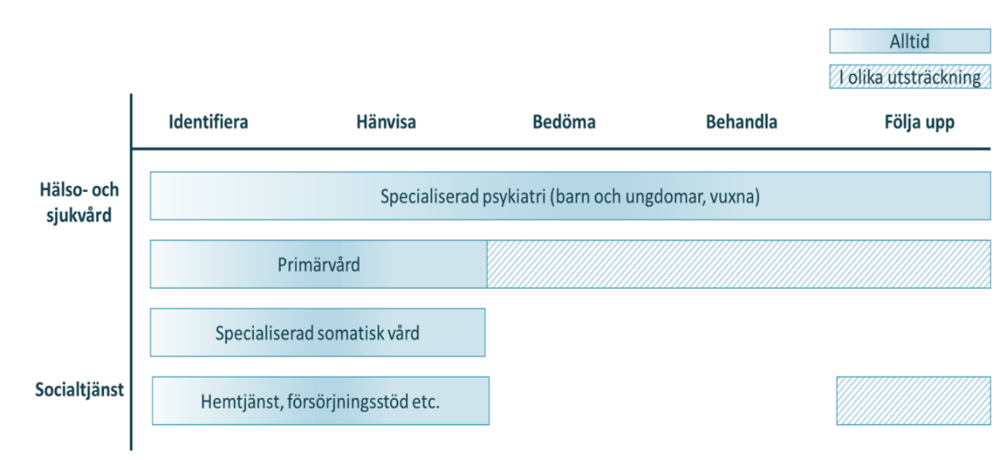 Alltid
I olika utsträckning
Identifiera Hänvisa Bedöma Behandla Följa upp
Hälso- och
sjukvård
Specialiserad psykiatri (barn och ungdomar, vuxna)
Primärvård
Specialiserad somatisk vård
Socialtjänst
Hemtjänst, försörjningsstöd etc.